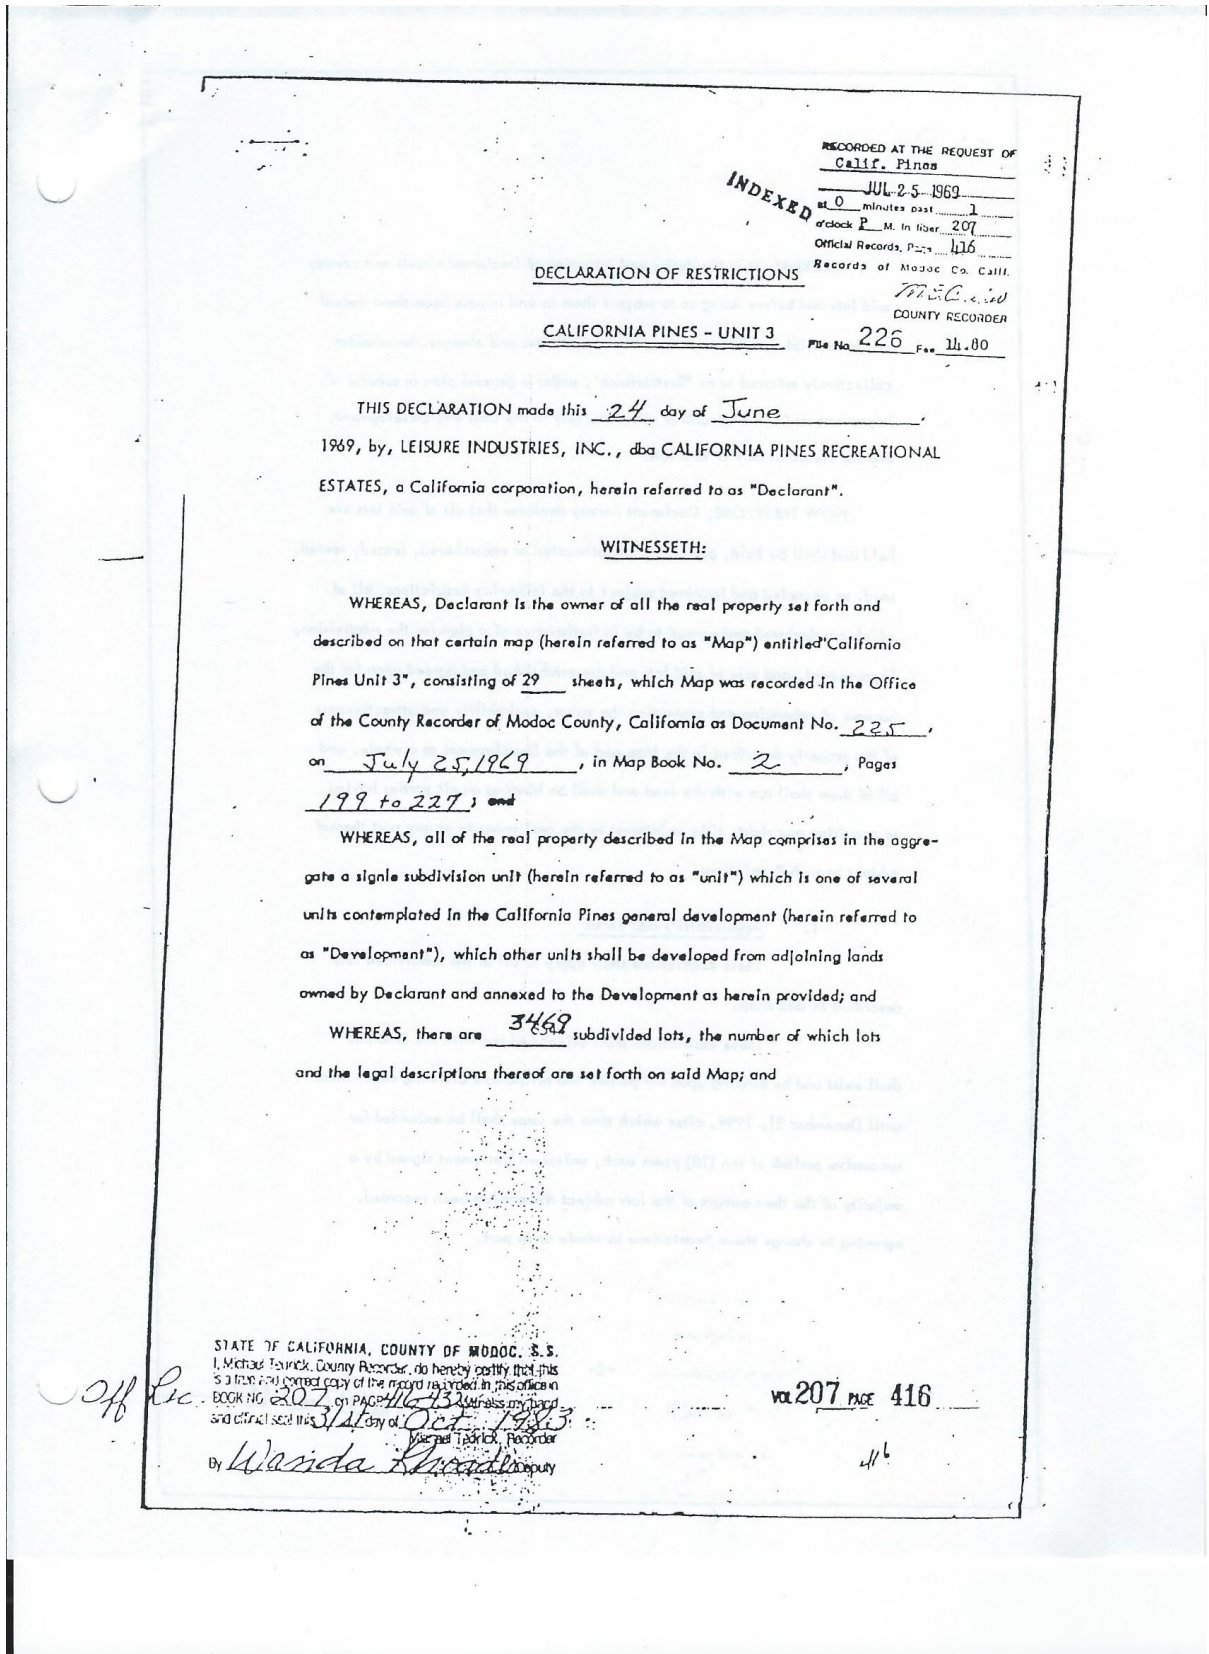 RECORDED AT THE REQUEST OF
Calif. Pines
JUL 25 1969
at 0 minutes past 1
o'clock P M. In liber 207
Official Records, Page 416
Records of Modoc Co. Calif.
COUNTY RECORDER
File No. 226 Fee 14.80
INDEXED
DECLARATION OF RESTRICTIONS
CALIFORNIA PINES - UNIT 3
THIS DECLARATION made this 24 day of June,
1969, by, LEISURE INDUSTRIES, INC., dba CALIFORNIA PINES RECREATIONAL
ESTATES, a California corporation, herein referred to as "Declarant".
WITNESSETH:
WHEREAS, Declarant is the owner of all the real property set forth and
described on that certain map (herein referred to as "Map") entitled"California
Pines Unit 3", consisting of 29 sheets, which Map was recorded in the Office
of the County Recorder of Modoc County, California as Document No. 225,
on July 25, 1969, in Map Book No. 2, Pages
199 to 227; and
WHEREAS, all of the real property described in the Map comprises in the aggre-
gate a signle subdivision unit (herein referred to as "unit") which is one of several
units contemplated in the California Pines general development (herein referred to
as "Development"), which other units shall be developed from adjoining lands
owned by Declarant and annexed to the Development as herein provided; and
WHEREAS, there are 3469 subdivided lots, the number of which lots
and the legal descriptions thereof are set forth on said Map; and
STATE OF CALIFORNIA, COUNTY OF MODOC. S.S.
I, Michael Tedrick, County Recorder, do hereby certify that this
is a true and correct copy of the record recorded in this office in
Off Rec. BOOK NO 207 on PAGE 416-432 Witness my hand
and official seal this 31st day of Oct 1983
Michael Tedrick, Recorder
By Wanda Deputy
VOL 207 PAGE 416
416